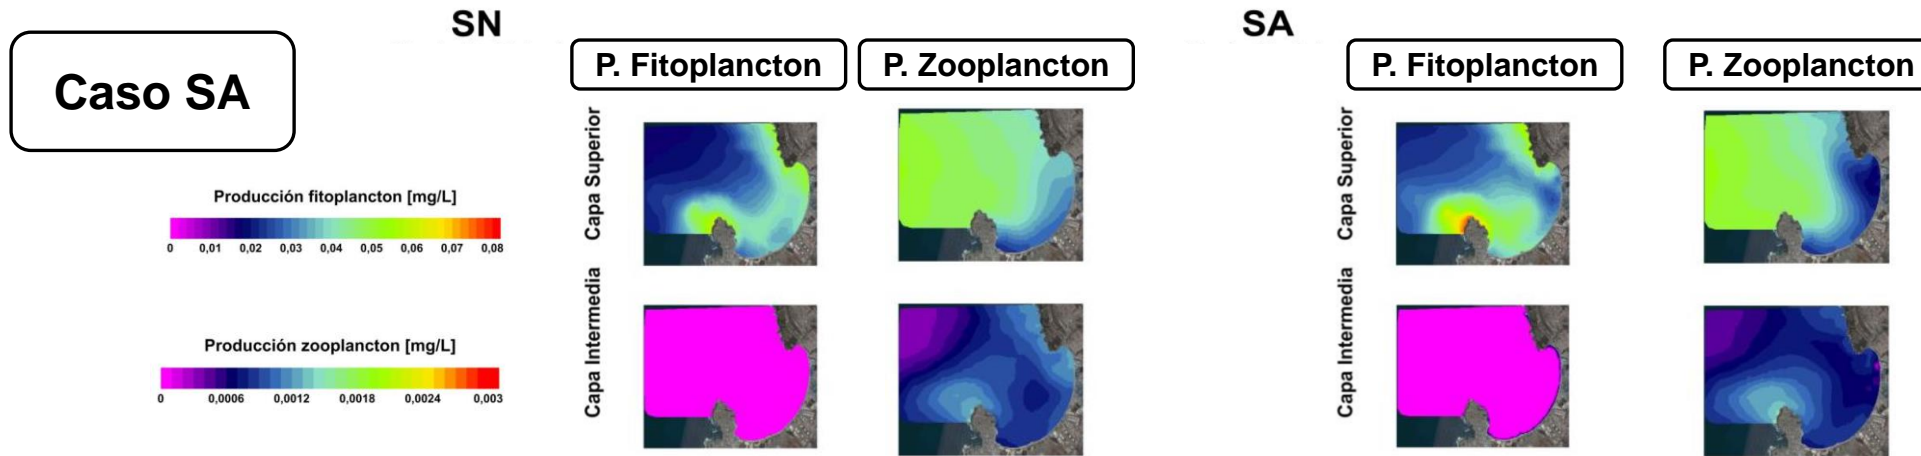 SN
SA
Caso SA
P. Fitoplancton
P. Zooplancton
P. Fitoplancton
P. Zooplancton
Capa Superior
Capa Superior
Producción fitoplancton [mg/L]
0 0,01 0,02 0,03 0,04 0,05 0,06 0,07 0,08
Capa Intermedia
Capa Intermedia
Producción zooplancton [mg/L]
0 0,0006 0,0012 0,0018 0,0024 0,003